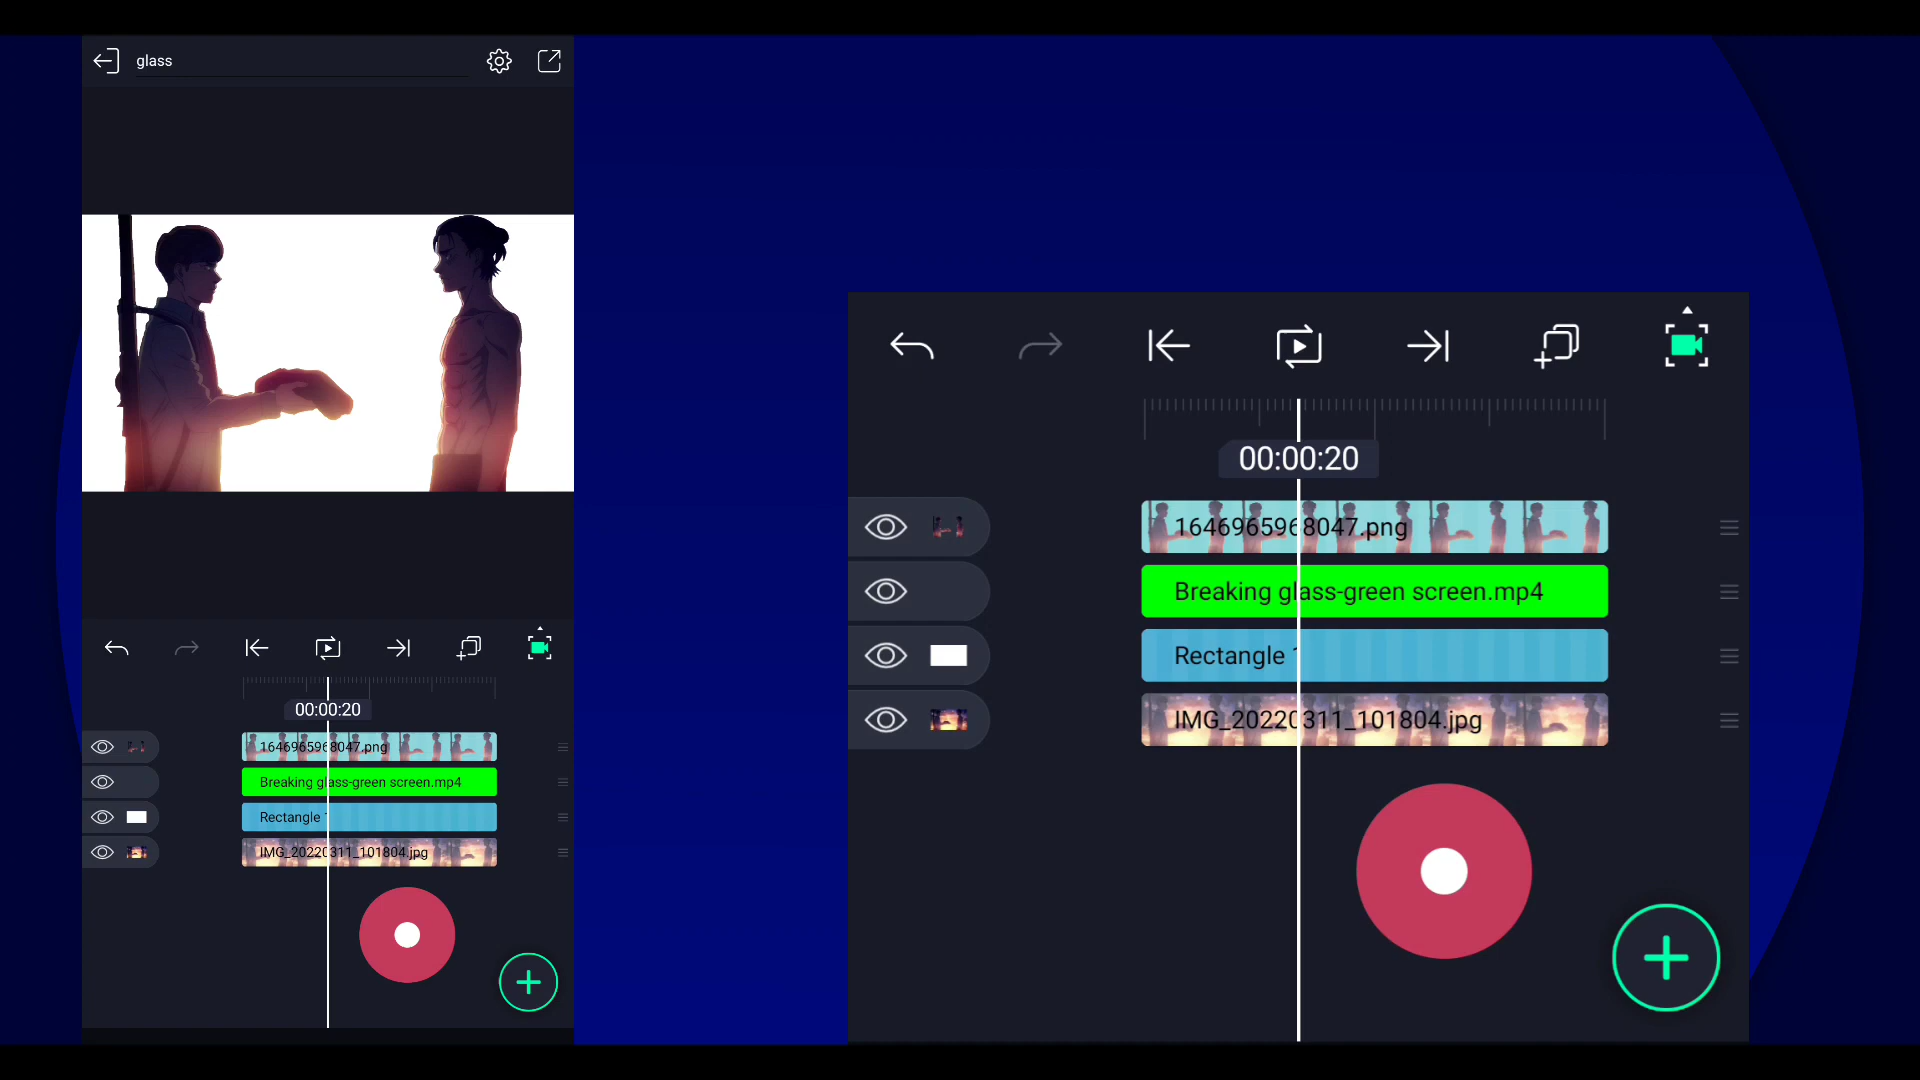 glass
00:00:20
1646965968047.png
Breaking glass-green screen.mp4
Rectangle 1
IMG_20220311_101804.jpg
00:00:20
1646965968047.png
Breaking glass-green screen.mp4
Rectangle 1
IMG_20220311_101804.jpg